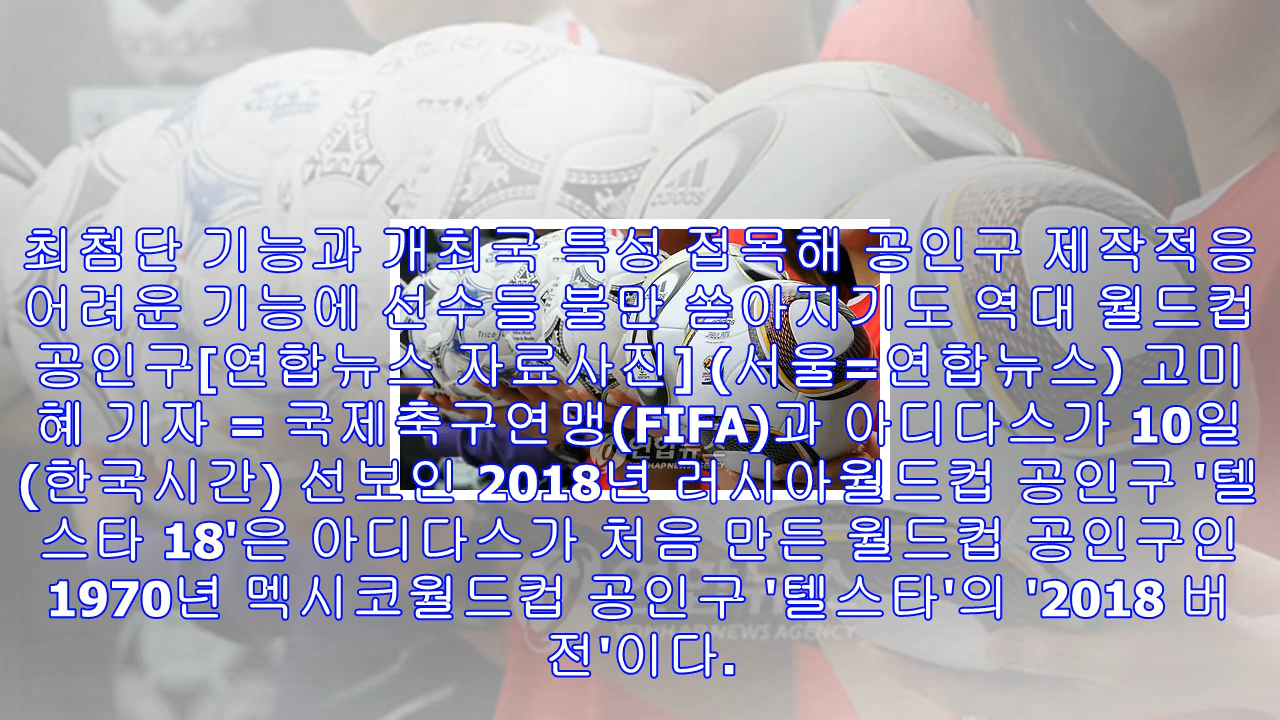 최첨단 기능과 개최국 특성 접목해 공인구 제작적응
어려운 기능에 선수들 불만 쏟아지기도 역대 월드컵
공인구[연합뉴스 자료사진] (서울=연합뉴스) 고미
혜 기자 = 국제축구연맹(FIFA)과 아디다스가 10일
(한국시간) 선보인 2018년 러시아월드컵 공인구 '텔
스타 18'은 아디다스가 처음 만든 월드컵 공인구인
1970년 멕시코월드컵 공인구 '텔스타'의 '2018 버
전'이다.
adidas
연합뉴스
YONHAPNEWS AGENCY